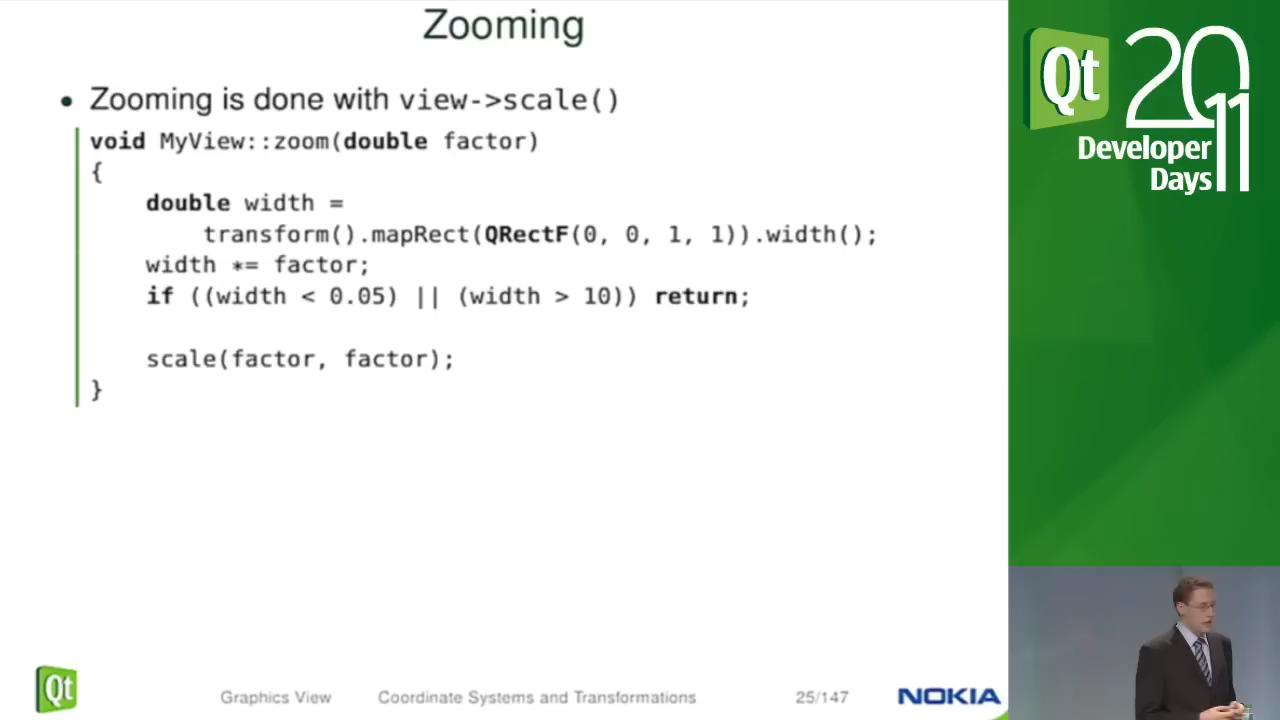 Zooming
• Zooming is done with view->scale()
void MyView::zoom(double factor)
{
double width =
transform().mapRect(QRectF(0, 0, 1, 1)).width();
width *= factor;
if ((width < 0.05) || (width > 10)) return;
scale(factor, factor);
}
Qt
Graphics View
Coordinate Systems and Transformations
25/147
NOKIA
Qt
2011
Developer
Days